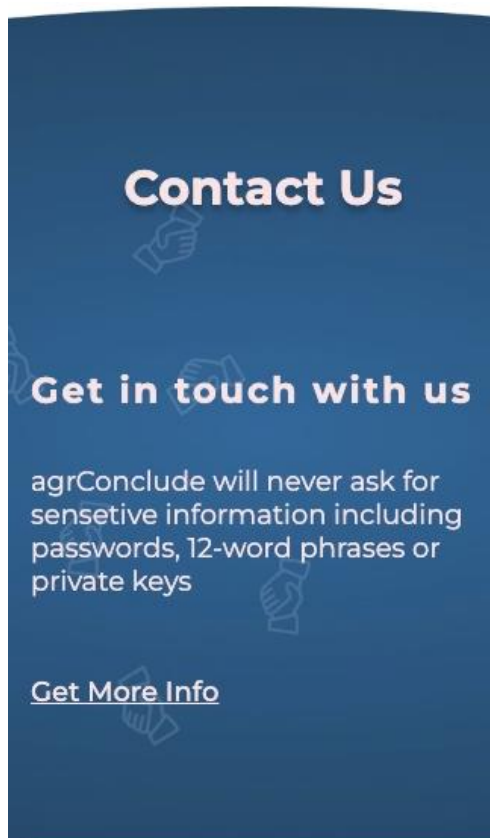 Contact Us
Get in touch with us
agrConclude will never ask for
sensetive information including
passwords, 12-word phrases or
private keys
Get More Info